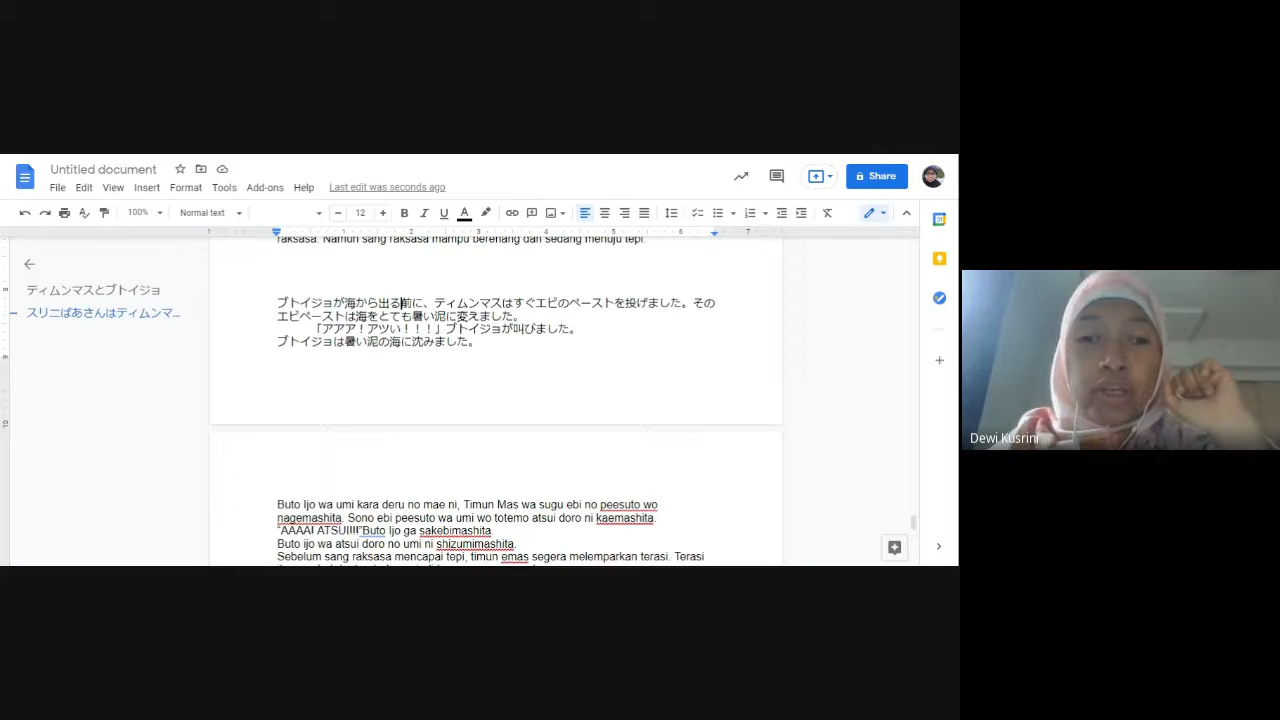 Untitled document
File Edit View Insert Format Tools Add-ons Help Last edit was seconds ago
Share
100% Normal text 12
1 1 2 3 4 5 6 7
raksasa. Namun sang raksasa mampu berenang dan sedang menuju tepi.
ティムンマスとブトイジョ
スリニばあさんはティムンマ...
ブトイジョが海から出る前に、ティムンマスはすぐエビのペーストを投げました。その
エビペーストは海をとても暑い泥に変えました。
「アアア！アツい！！！」ブトイジョが叫びました。
ブトイジョは暑い泥の海に沈みました。
Buto Ijo wa umi kara deru no mae ni, Timun Mas wa sugu ebi no peesuto wo
nagemashita. Sono ebi peesuto wa umi wo totemo atsui doro ni kaemashita.
"AAAA! ATSUI!!!"Buto Ijo ga sakebimashita.
Buto ijo wa atsui doro no umi ni shizumimashita.
Sebelum sang raksasa mencapai tepi, timun emas segera melemparkan terasi. Terasi
Dewi Kusrini